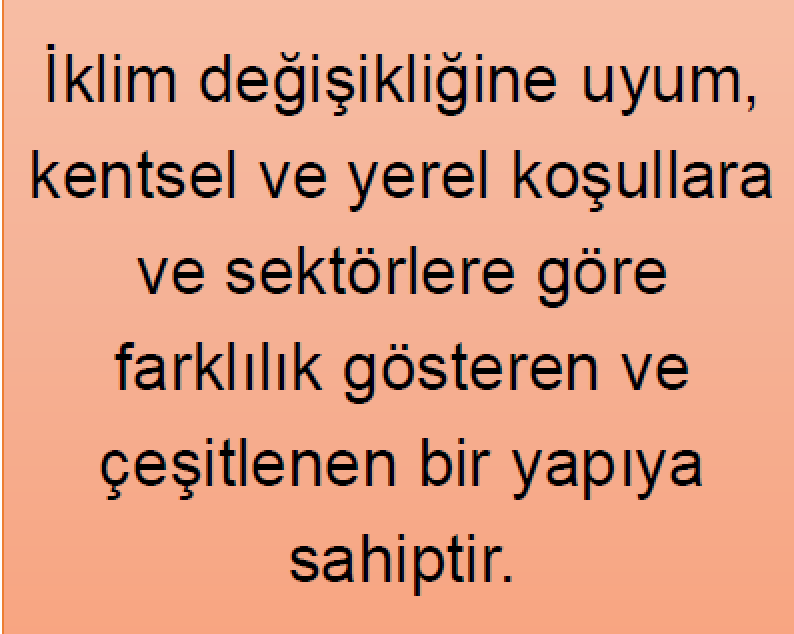 İklim değişikliğine uyum,
kentsel ve yerel koşullara
ve sektörlere göre
farklılık gösteren ve
çeşitlenen bir yapıya
sahiptir.